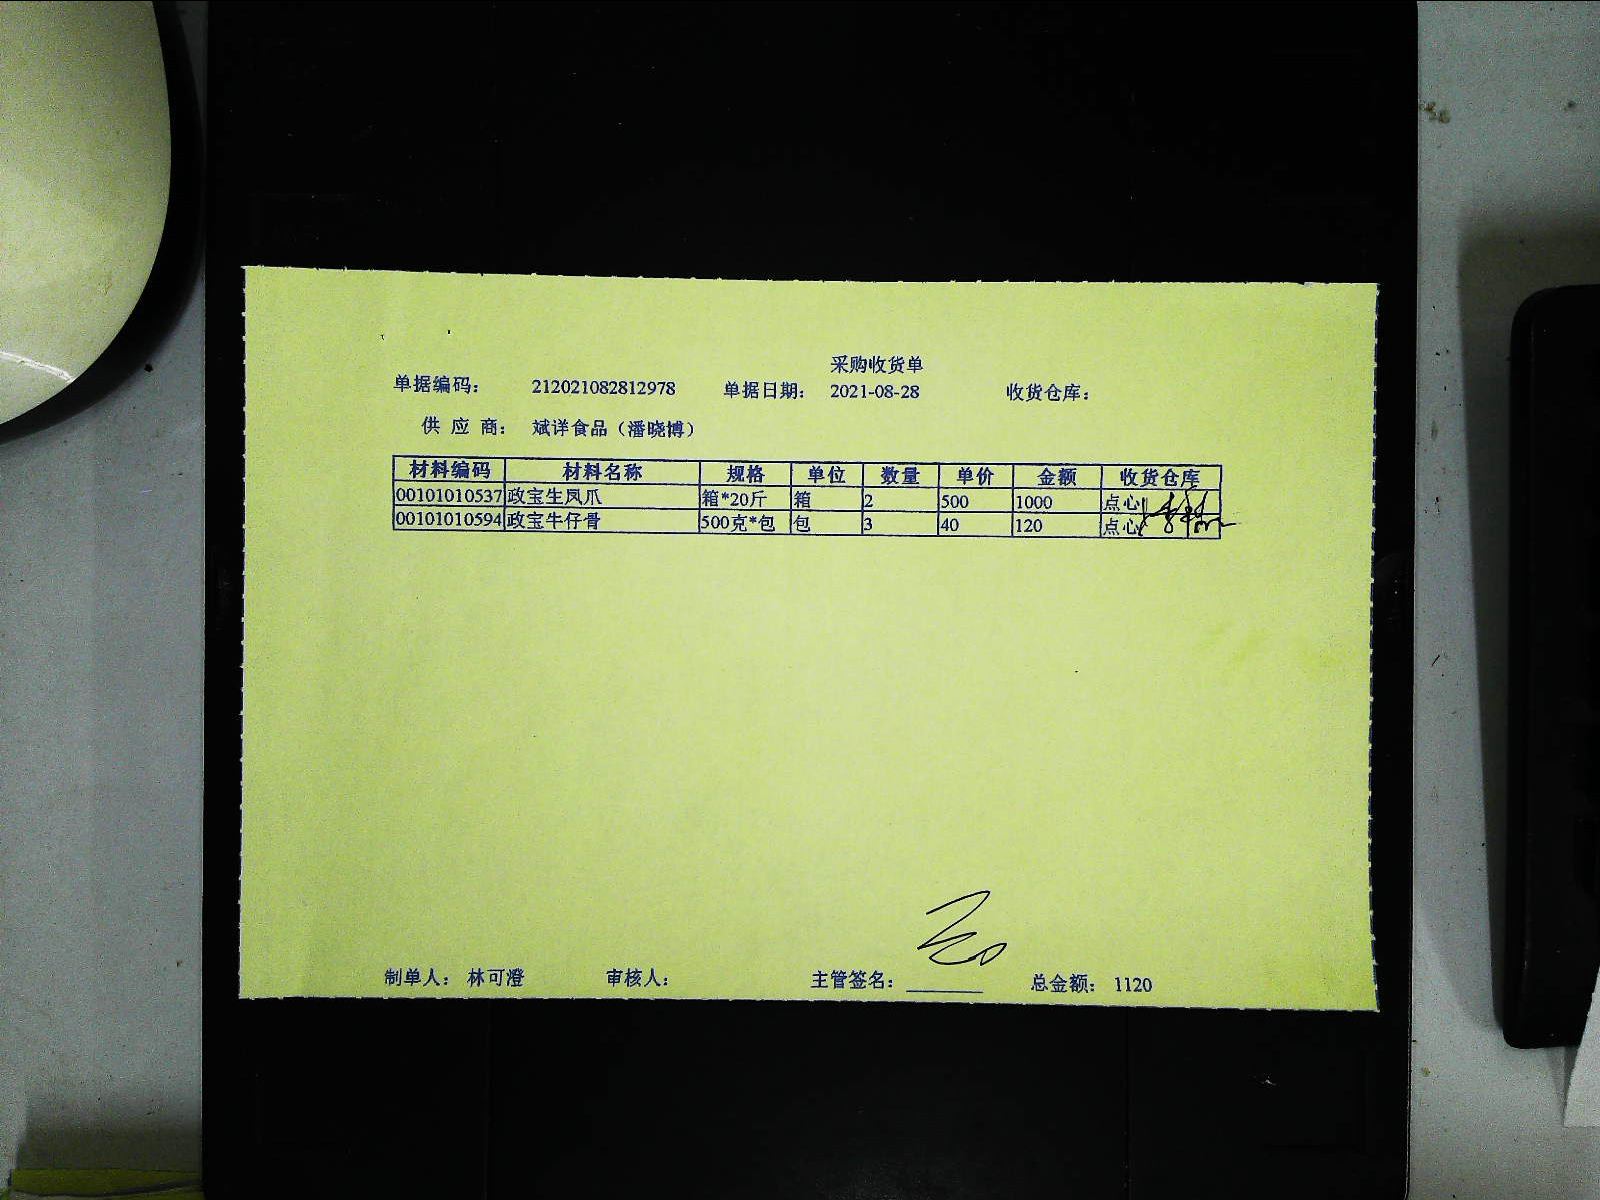 采购收货单
单据编码： 212021082812978 单据日期： 2021-08-28 收货仓库：
供 应 商： 斌洋食品（潘晓博）
材料编码 材料名称 规格 单位 数量 单价 金额 收货仓库
00101010537 政宝生凤爪 箱*20斤 箱 2 500 1000 点心
00101010594 政宝牛仔骨 500克*包 包 3 40 120 点心
制单人： 林可澄 审核人： 主管签名： 总金额： 1120